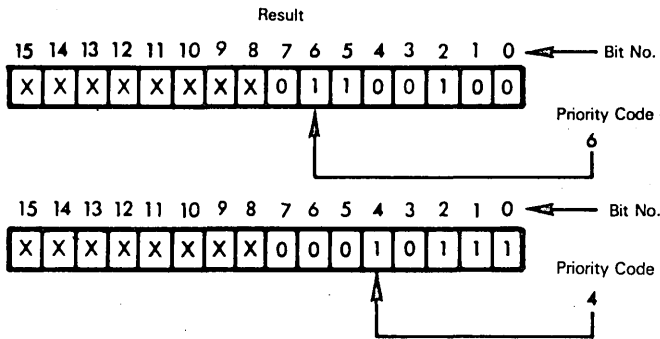 Result
15 14 13 12 11 10 9 8 7 6 5 4 3 2 1 0 Bit No.
X X X X X X X X 0 1 1 0 0 1 0 0
Priority Code
6
15 14 13 12 11 10 9 8 7 6 5 4 3 2 1 0 Bit No.
X X X X X X X X 0 0 0 1 0 1 1 1
Priority Code
4